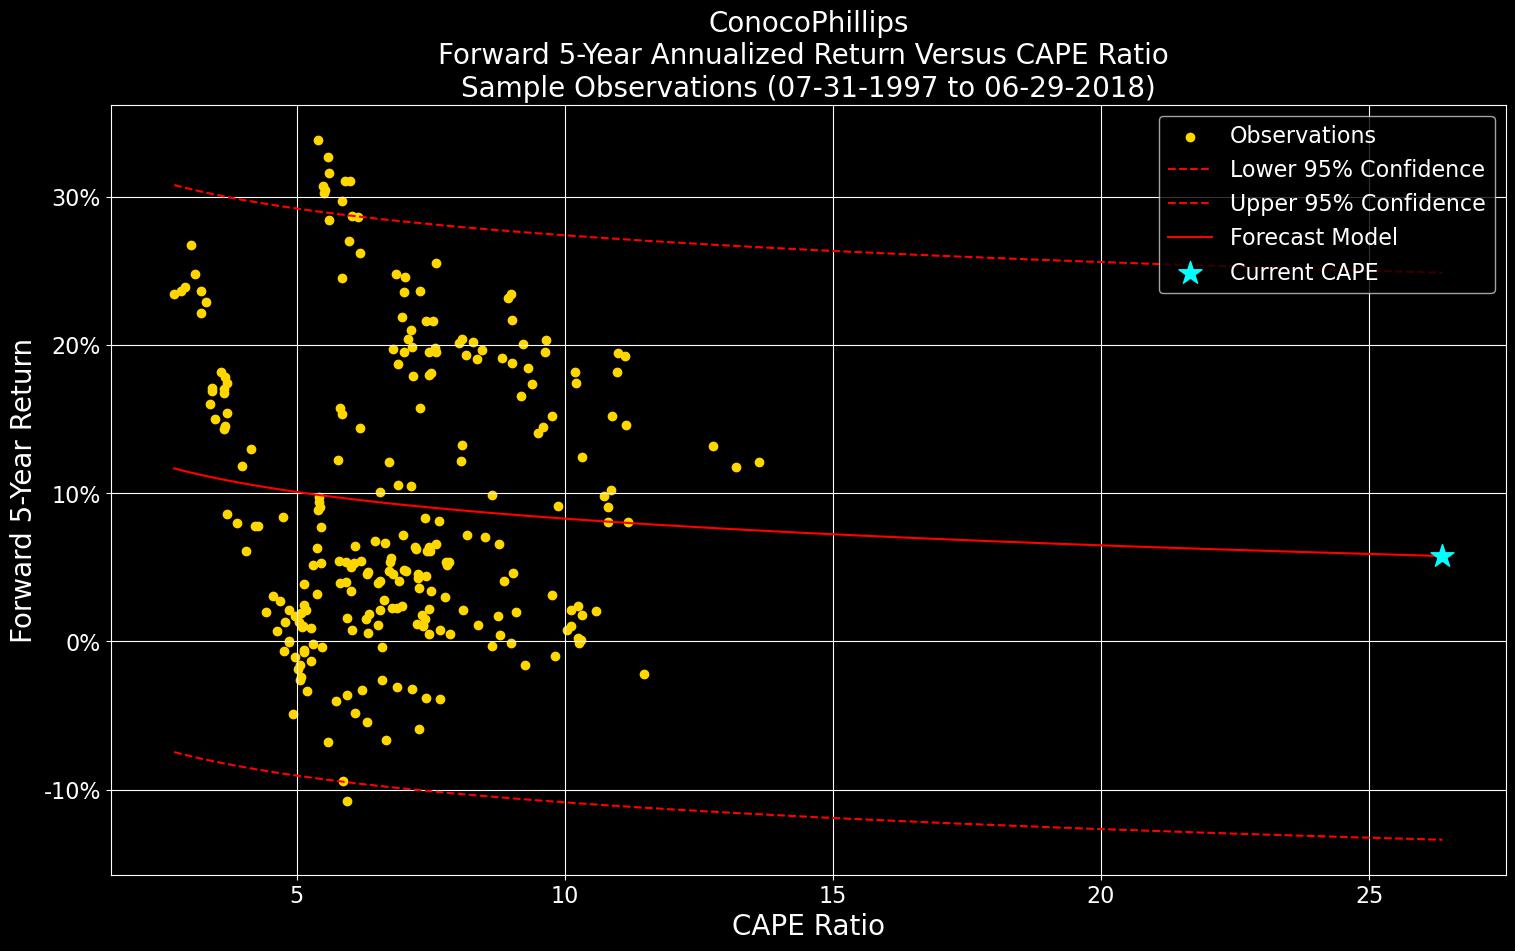 ConocoPhillips
Forward 5-Year Annualized Return Versus CAPE Ratio
Sample Observations (07-31-1997 to 06-29-2018)
Observations
Lower 95% Confidence
Upper 95% Confidence
Forecast Model
Current CAPE
Forward 5-Year Return
30%
20%
10%
0%
-10%
5
10
15
20
25
CAPE Ratio